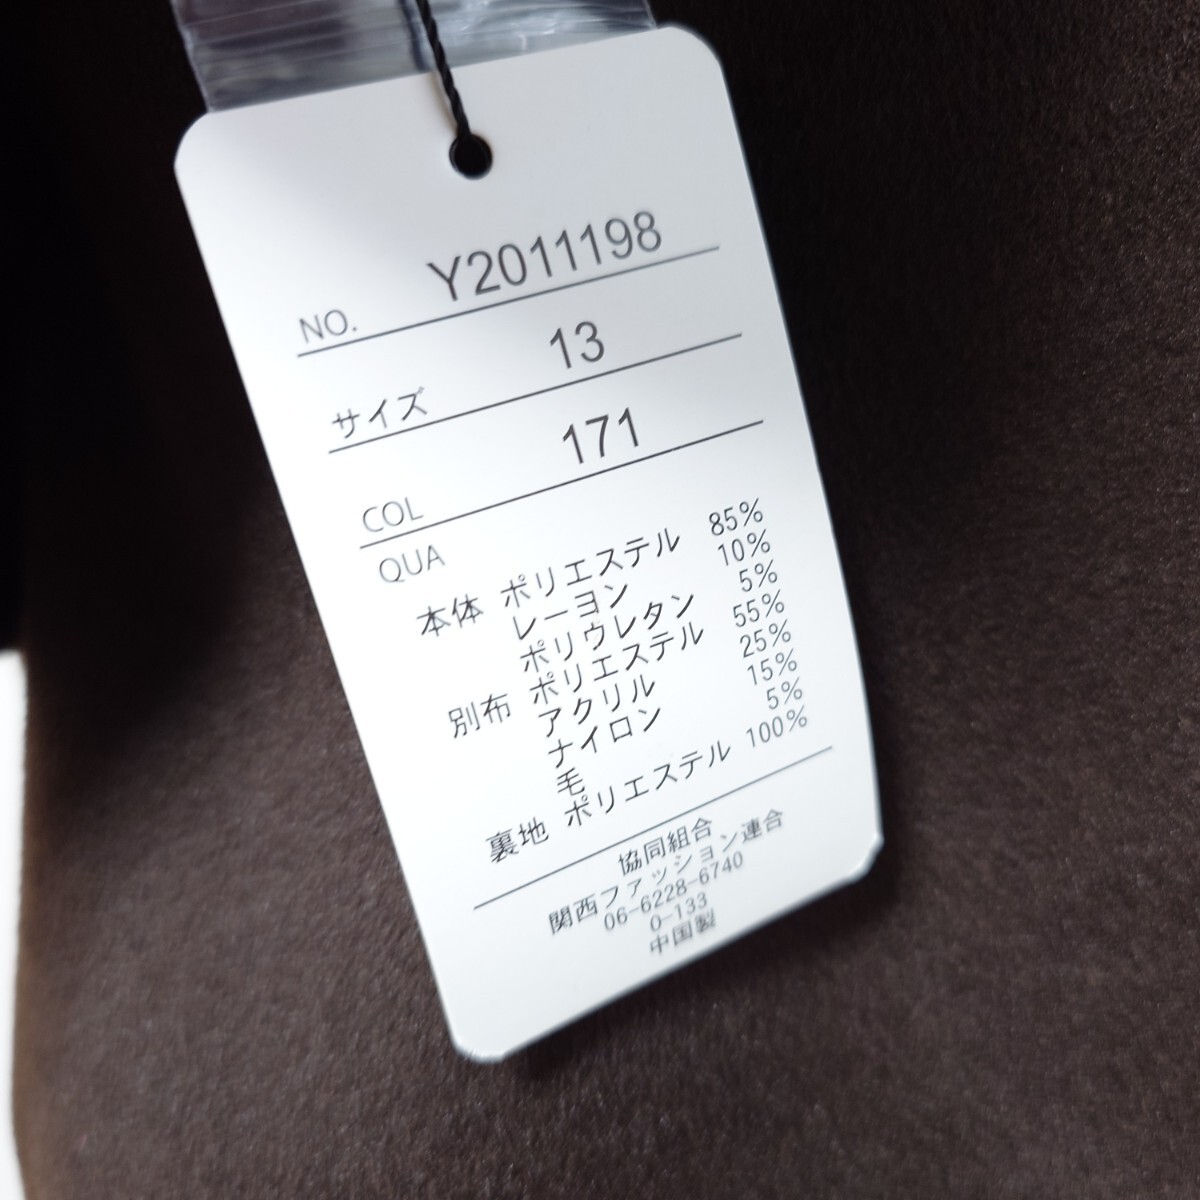 NO. Y2011198
サイズ 13
COL 171
QUA
本体 ポリエステル 85%
レーヨン 10%
ポリウレタン 5%
別布 ポリエステル 55%
アクリル 25%
ナイロン 15%
毛 5%
裏地 ポリエステル 100%
協同組合
関西ファッション連合
06-6228-6740
O-133
中国製